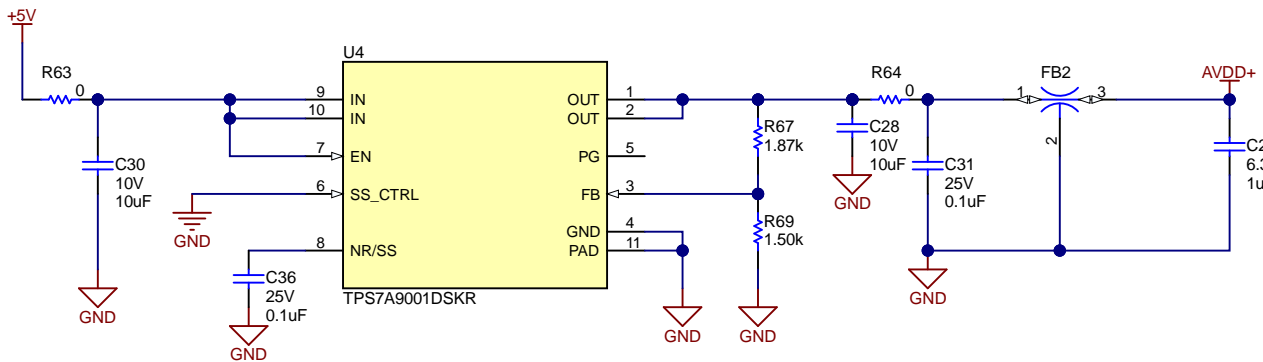 +5V
R63
0
C30
10V
10uF
GND
U4
9 IN
10 IN
7 EN
6 SS_CTRL
8 NR/SS
GND
C36
25V
0.1uF
GND
OUT 1
OUT 2
PG 5
FB 3
GND 4
PAD 11
TPS7A9001DSKR
GND
R67
1.87k
R69
1.50k
GND
C28
10V
10uF
GND
R64
0
C31
25V
0.1uF
GND
FB2
1
3
2
AVDD+